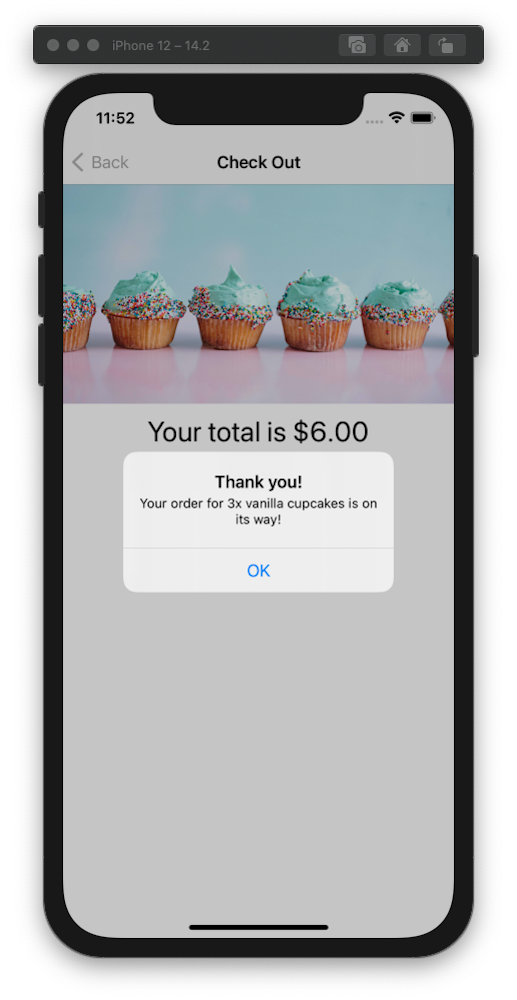 iPhone 12 – 14.2
11:52
Back
Check Out
Your total is $6.00
Thank you!
Your order for 3x vanilla cupcakes is on
its way!
OK